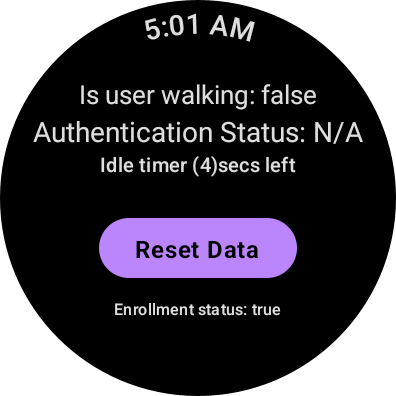 5:01 AM
Is user walking: false
Authentication Status: N/A
Idle timer (4)secs left
Reset Data
Enrollment status: true